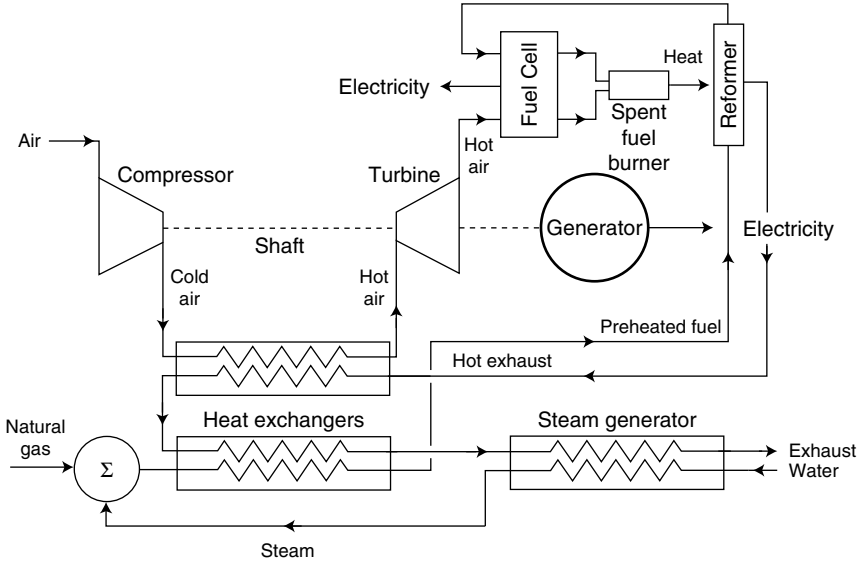 Fuel Cell
Reformer
Heat
Electricity
Spent
fuel
burner
Air
Hot
air
Compressor
Turbine
Generator
Electricity
Shaft
Cold
air
Hot
air
Preheated fuel
Hot exhaust
Heat exchangers
Steam generator
Natural
gas
Σ
Exhaust
Water
Steam